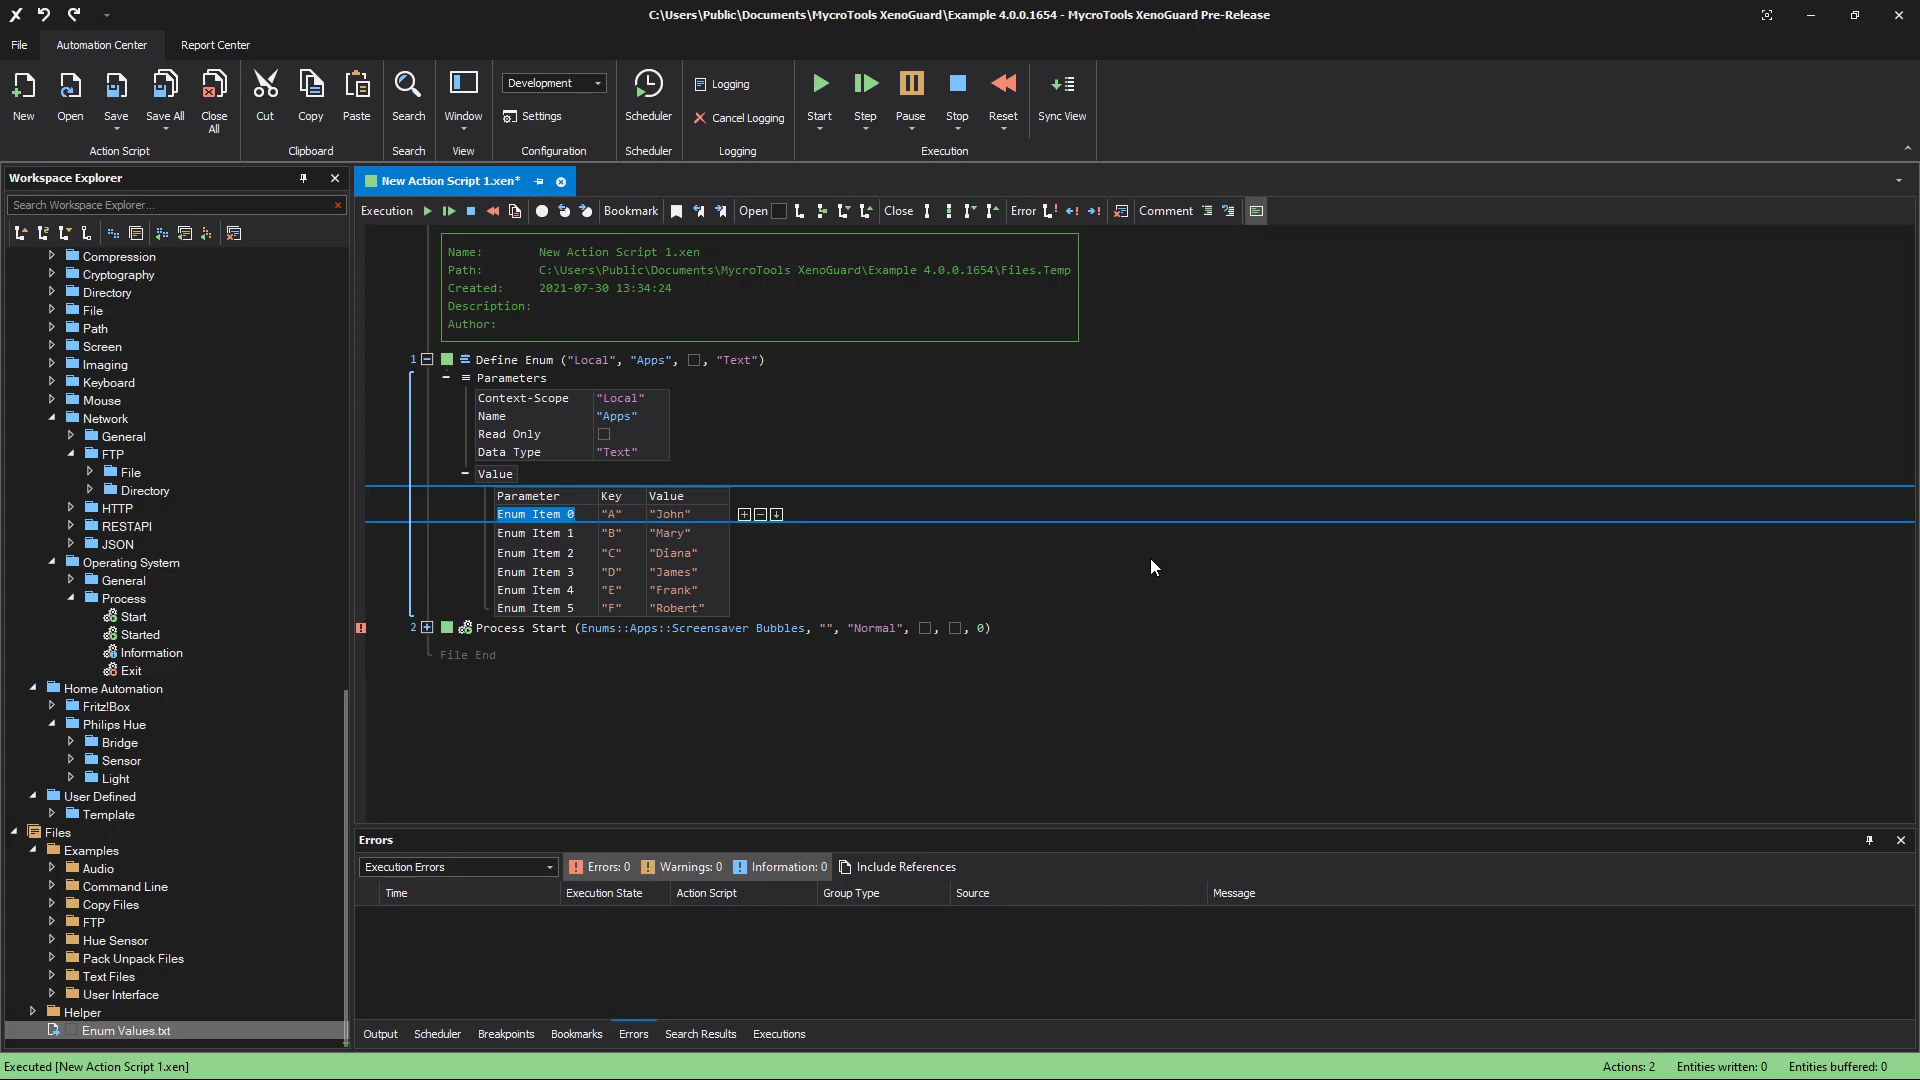 C:\Users\Public\Documents\MycroTools XenoGuard\Example 4.0.0.1654 - MycroTools XenoGuard Pre-Release
File Automation Center Report Center
New Open Save Save All Close All Cut Copy Paste Search Window Development Settings Scheduler Logging Cancel Logging Start Step Pause Stop Reset Sync View
Action Script Clipboard Search View Configuration Scheduler Logging Execution
Workspace Explorer
Search Workspace Explorer...
Compression
Cryptography
Directory
File
Path
Screen
Imaging
Keyboard
Mouse
Network
General
FTP
File
Directory
HTTP
RESTAPI
JSON
Operating System
General
Process
Start
Started
Information
Exit
Home Automation
Fritz!Box
Philips Hue
Bridge
Sensor
Light
User Defined
Template
Files
Examples
Audio
Command Line
Copy Files
FTP
Hue Sensor
Pack Unpack Files
Text Files
User Interface
Helper
Enum Values.txt
New Action Script 1.xen*
Execution Bookmark Open Close Error Comment
Name: New Action Script 1.xen
Path: C:\Users\Public\Documents\MycroTools XenoGuard\Example 4.0.0.1654\Files.Temp
Created: 2021-07-30 13:34:24
Description:
Author:
1 Define Enum ("Local", "Apps", , "Text")
Parameters
Context-Scope "Local"
Name "Apps"
Read Only
Data Type "Text"
Value
Parameter Key Value
Enum Item 0 "A" "John"
Enum Item 1 "B" "Mary"
Enum Item 2 "C" "Diana"
Enum Item 3 "D" "James"
Enum Item 4 "E" "Frank"
Enum Item 5 "F" "Robert"
2 Process Start (Enums::Apps::Screensaver Bubbles, "", "Normal", , , 0)
File End
Errors
Execution Errors Errors: 0 Warnings: 0 Information: 0 Include References
Time Execution State Action Script Group Type Source Message
Output Scheduler Breakpoints Bookmarks Errors Search Results Executions
Executed [New Action Script 1.xen] Actions: 2 Entities written: 0 Entities buffered: 0